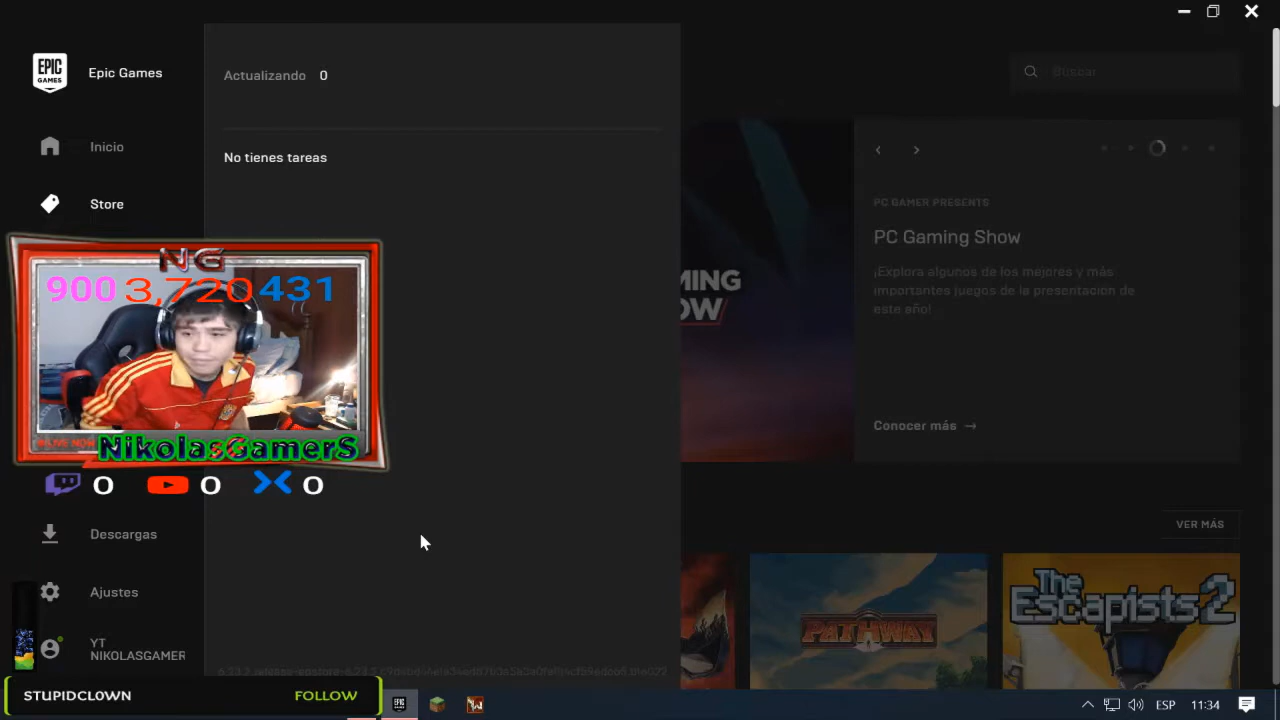 EPIC
GAMES
Epic Games
Actualizando 0
Buscar
Inicio
No tienes tareas
Store
PC GAMER PRESENTS
PC Gaming Show
¡Explora algunos de los mejores y más
importantes juegos de la presentación de
este año!
MING
OW
Conocer más →
NG
900 3,720 431
LIVE NOW
NikolasGamerS
0 0 0
Descargas
VER MÁS
Ajustes
PATHWAY
The
Escapists 2
YT
NIKOLASGAMER
STUPIDCLOWN FOLLOW
EPIC
GAMES
ESP 11:34